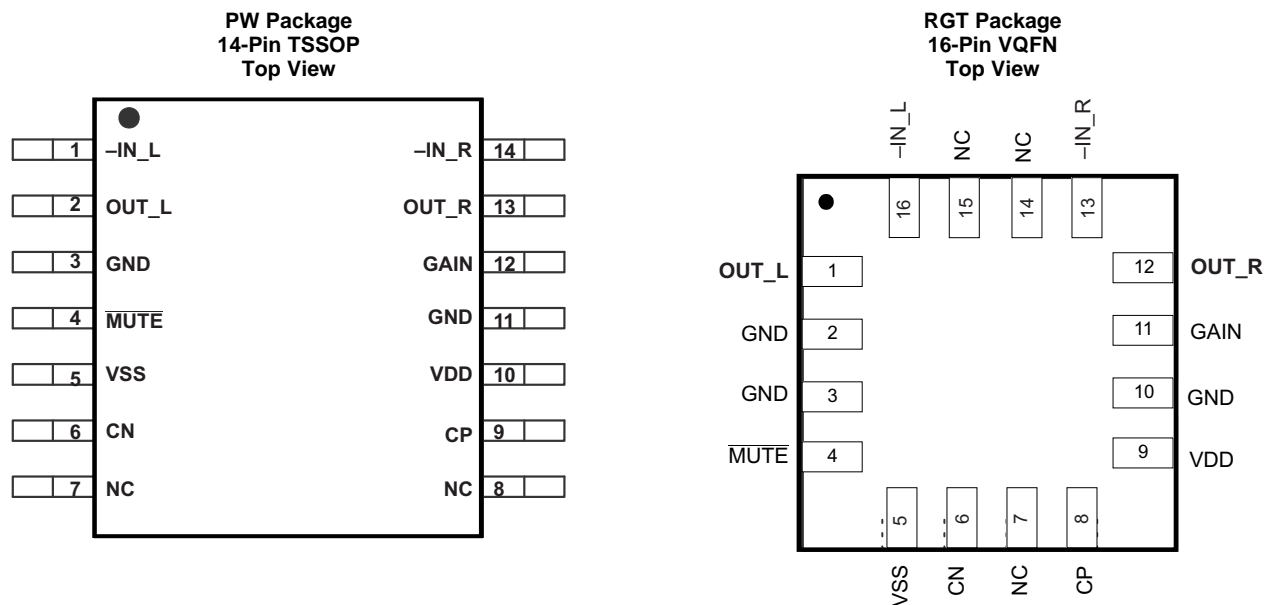 PW Package
14-Pin TSSOP
Top View
1 –IN_L –IN_R 14
2 OUT_L OUT_R 13
3 GND GAIN 12
4 MUTE GND 11
5 VSS VDD 10
6 CN CP 9
7 NC NC 8
RGT Package
16-Pin VQFN
Top View
–IN_L NC NC –IN_R
16 15 14 13
OUT_L 1 12 OUT_R
GND 2 11 GAIN
GND 3 10 GND
MUTE 4 9 VDD
5 6 7 8
VSS CN NC CP